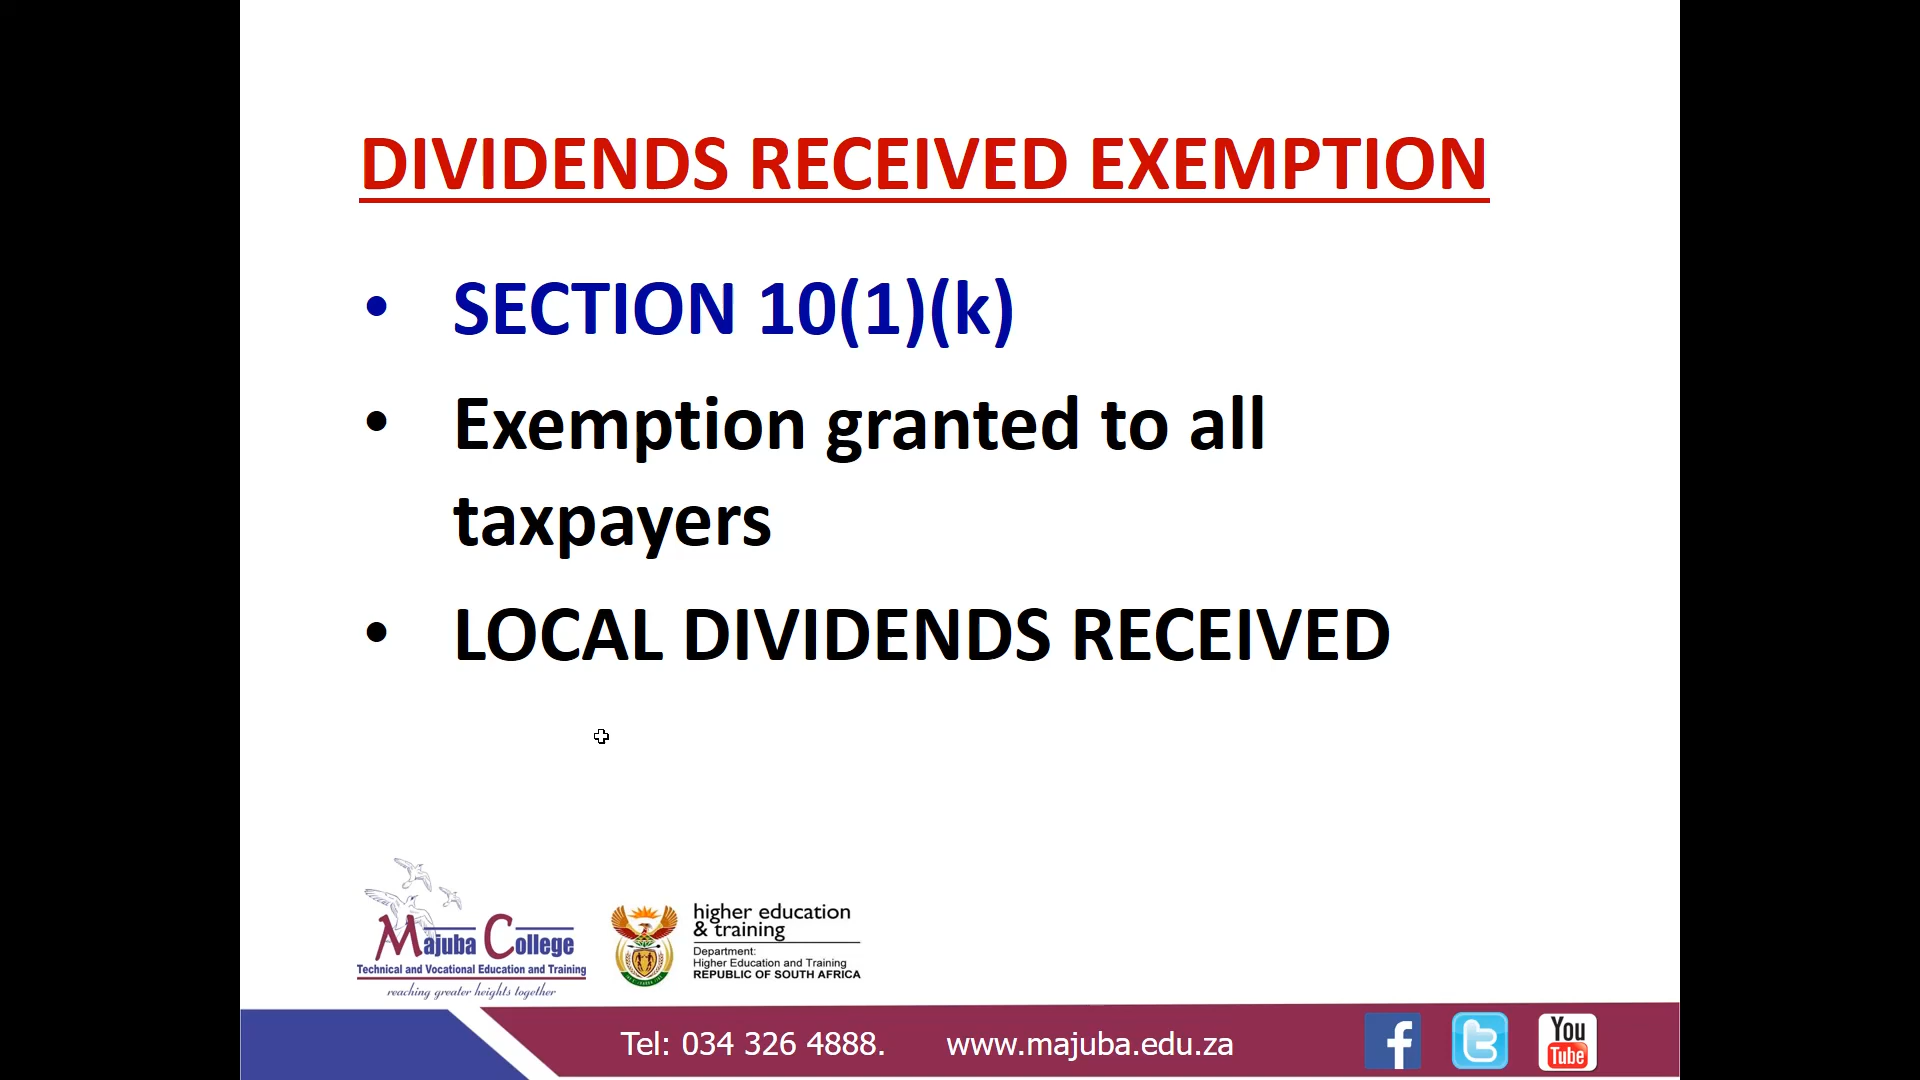 DIVIDENDS RECEIVED EXEMPTION
• SECTION 10(1)(k)
• Exemption granted to all
taxpayers
• LOCAL DIVIDENDS RECEIVED
Majuba College
Technical and Vocational Education and Training
reaching greater heights together
higher education
& training
Department:
Higher Education and Training
REPUBLIC OF SOUTH AFRICA
Tel: 034 326 4888. www.majuba.edu.za
You
Tube